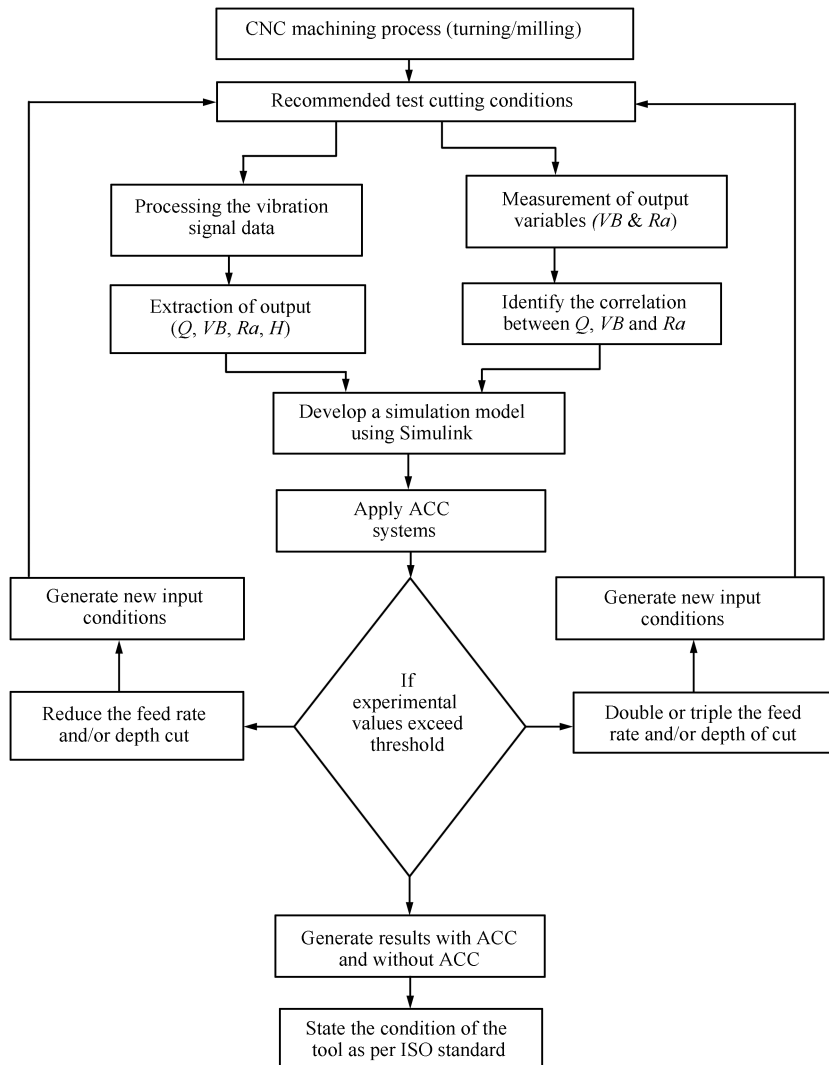 CNC machining process (turning/milling)
Recommended test cutting conditions
Processing the vibration
signal data
Measurement of output
variables (VB & Ra)
Extraction of output
(Q, VB, Ra, H)
Identify the correlation
between Q, VB and Ra
Develop a simulation model
using Simulink
Apply ACC
systems
Generate new input
conditions
Generate new input
conditions
If
experimental
values exceed
threshold
Reduce the feed rate
and/or depth cut
Double or triple the feed
rate and/or depth of cut
Generate results with ACC
and without ACC
State the condition of the
tool as per ISO standard